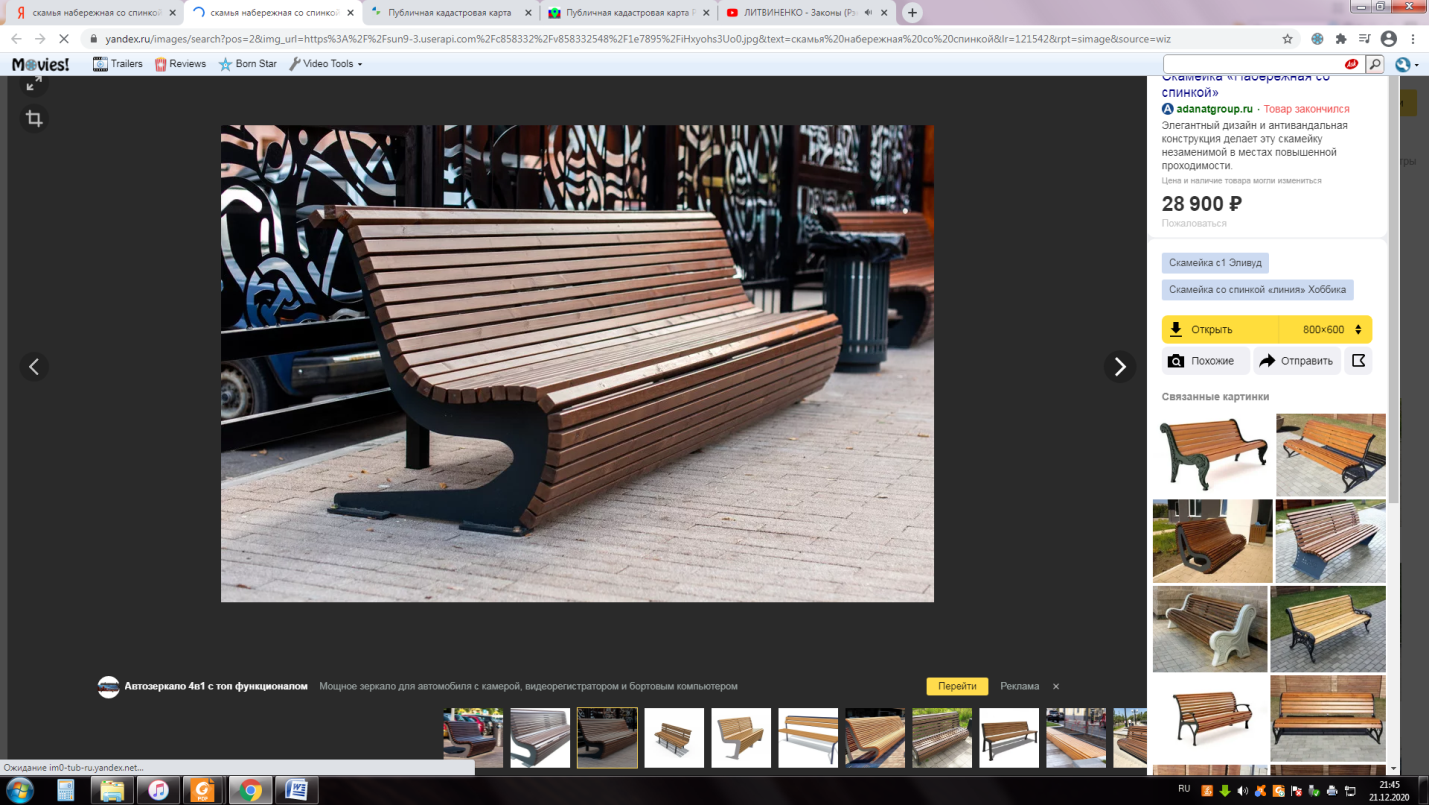 скамья набережная со спинкой
скамья набережная со спинкой
Публичная кадастровая карта
Публичная кадастровая карта Р
ЛИТВИНЕНКО - Законы (Рэ
yandex.ru/images/search?pos=2&img_url=https%3A%2F%2Fsun9-3.userapi.com%2Fc858332%2Fv858332548%2F1e7895%2FiHxyohs3Uo0.jpg&text=скамья%20набережная%20со%20спинкой&lr=121542&rpt=simage&source=wiz
Movies!
Trailers
Reviews
Born Star
Video Tools
Ask
Скамейка «Набережная со
спинкой»
adanatgroup.ru · Товар закончился
Элегантный дизайн и антивандальная
конструкция делает эту скамейку
незаменимой в местах повышенной
проходимости.
Цена и наличие товара могли измениться
28 900 ₽
Пожаловаться
Скамейка с1 Эливуд
Скамейка со спинкой «линия» Хоббика
Открыть
800×600
Похожие
Отправить
Связанные картинки
Автозеркало 4в1 с топ функционалом
Мощное зеркало для автомобиля с камерой, видеорегистратором и бортовым компьютером
Перейти
Реклама
Ожидание im0-tub-ru.yandex.net...
RU
21:45
21.12.2020